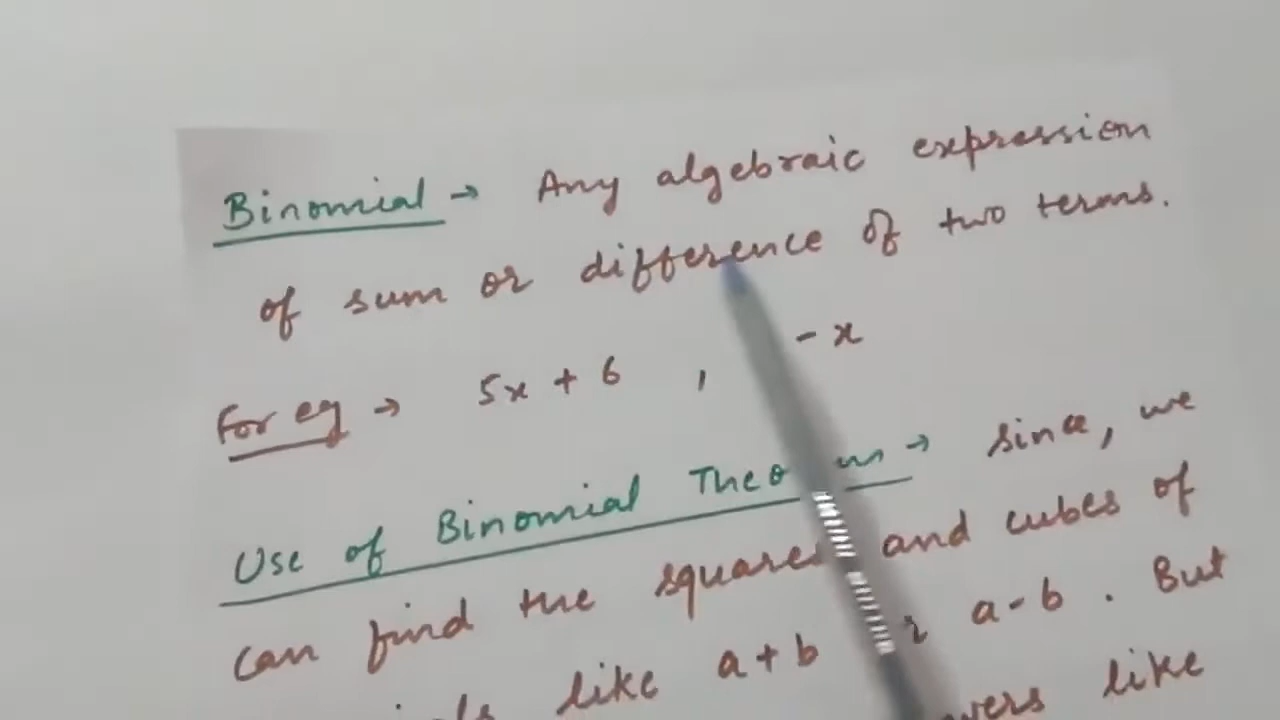 Binomial → Any algebraic expression
of sum or difference of two terms.
For eg → 5x + 6 , - x
Use of Binomial → since, we
can find the squares and cubes of
like a+b a-b. But
like